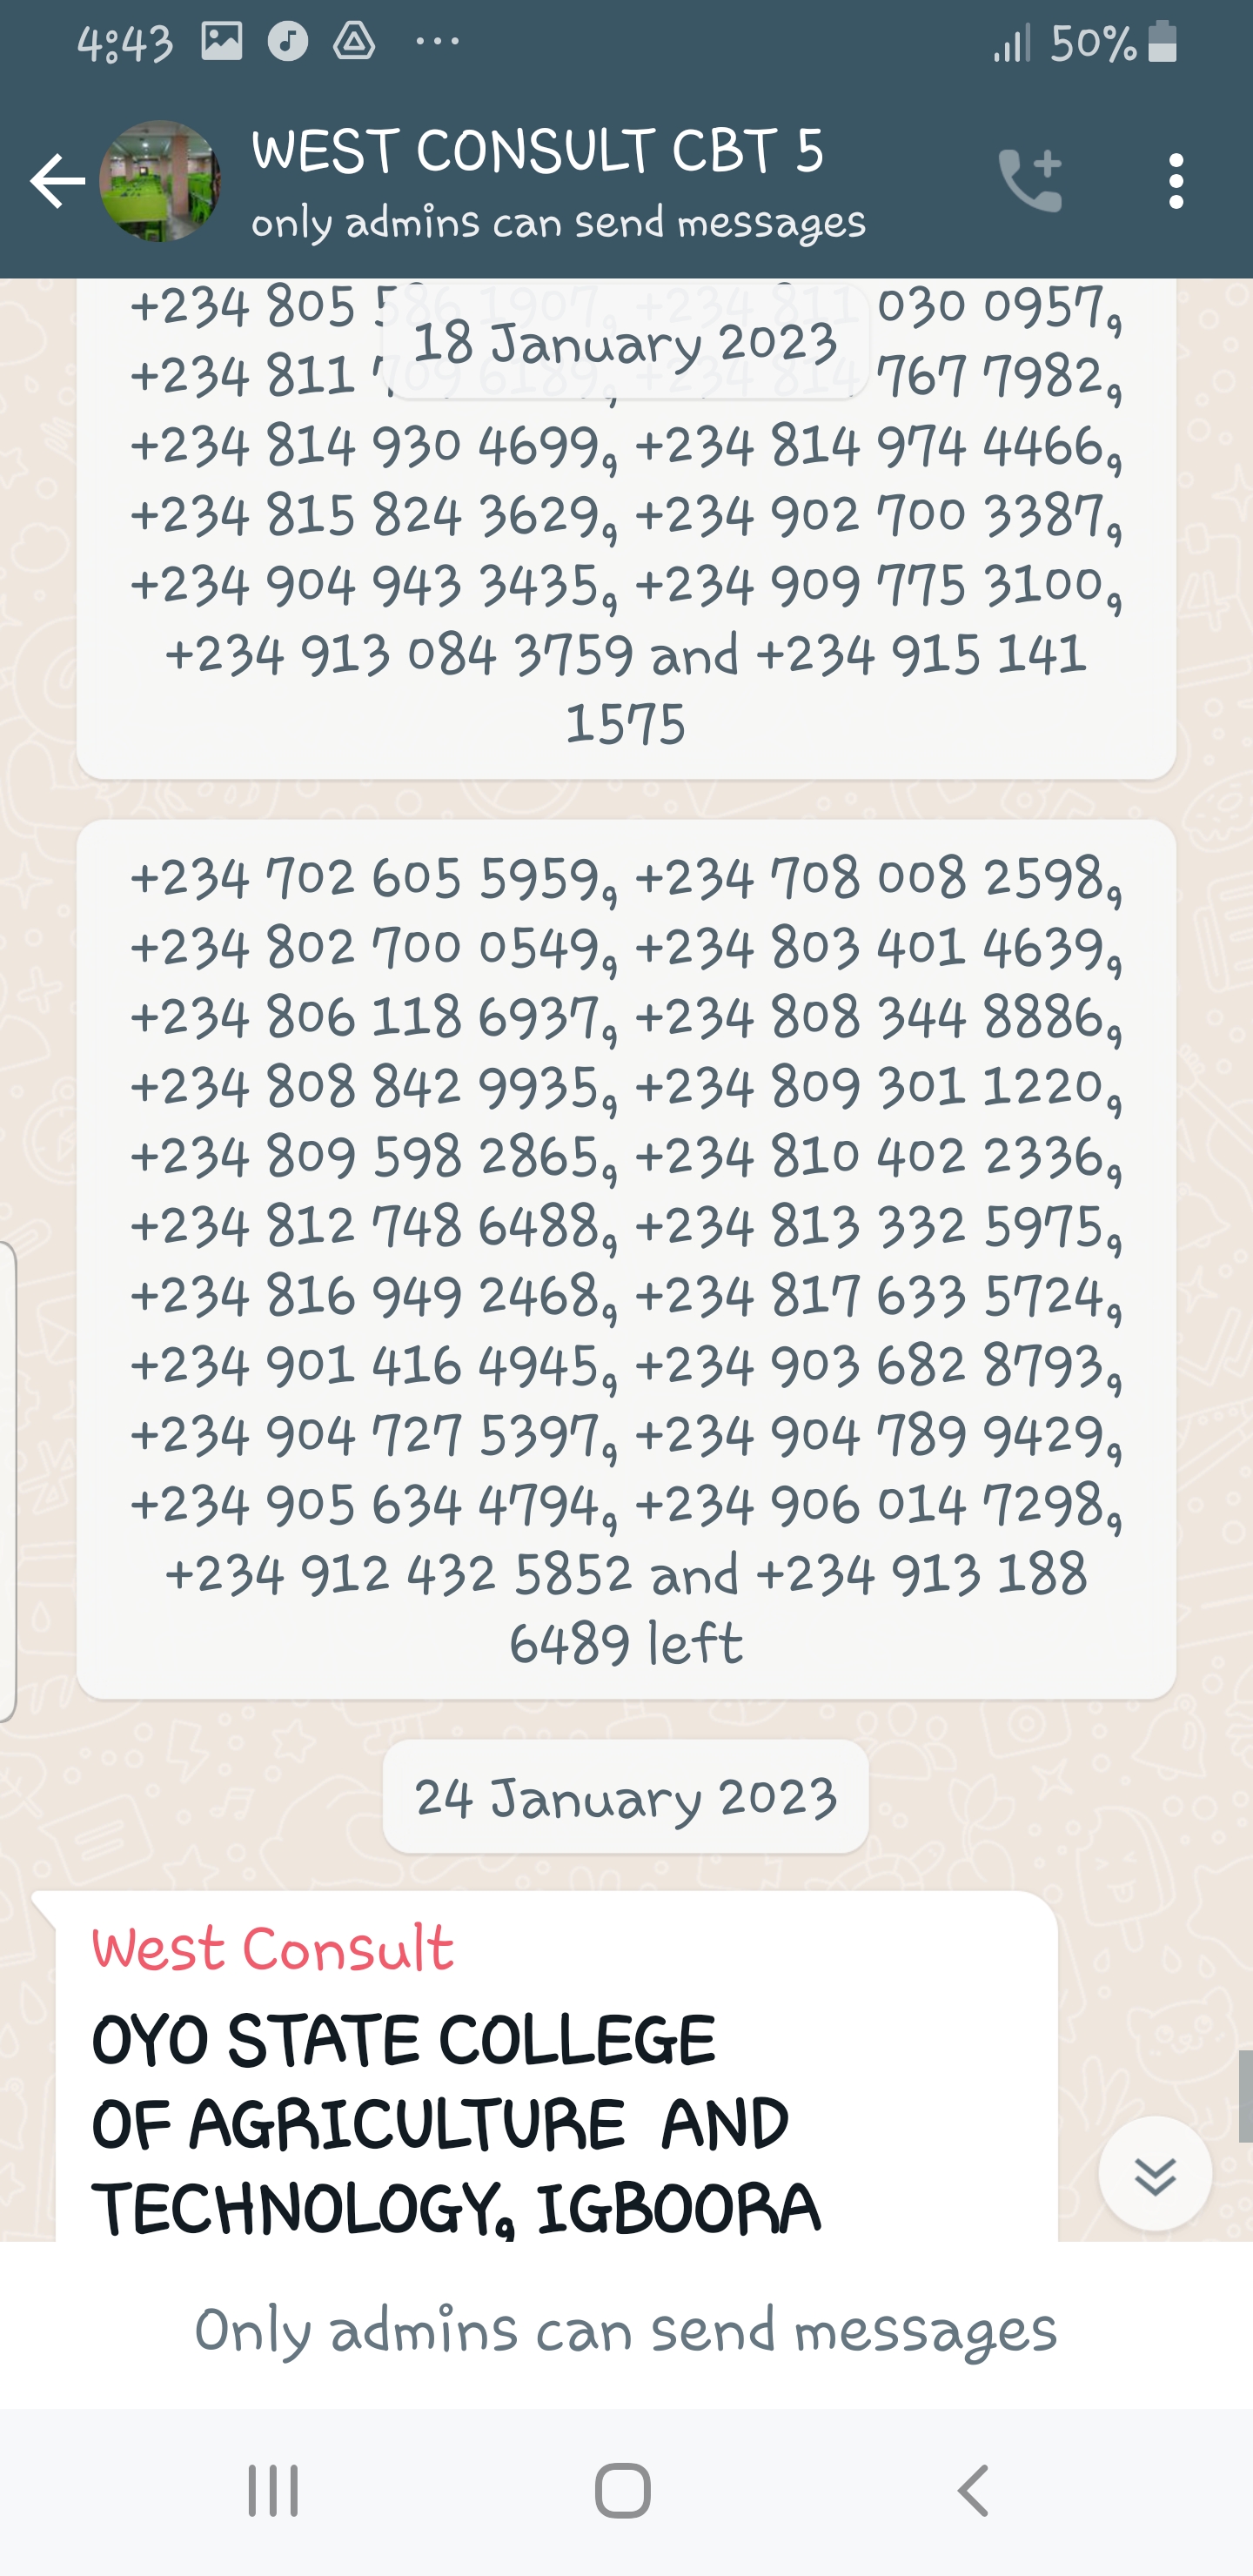 4:43
50%
WEST CONSULT CBT 5
only admins can send messages
+234 805 586 1907, +234 811 030 0957,
18 January 2023
+234 811 709 6189, +234 814 767 7982,
+234 814 930 4699, +234 814 974 4466,
+234 815 824 3629, +234 902 700 3387,
+234 904 943 3435, +234 909 775 3100,
+234 913 084 3759 and +234 915 141
1575
+234 702 605 5959, +234 708 008 2598,
+234 802 700 0549, +234 803 401 4639,
+234 806 118 6937, +234 808 344 8886,
+234 808 842 9935, +234 809 301 1220,
+234 809 598 2865, +234 810 402 2336,
+234 812 748 6488, +234 813 332 5975,
+234 816 949 2468, +234 817 633 5724,
+234 901 416 4945, +234 903 682 8793,
+234 904 727 5397, +234 904 789 9429,
+234 905 634 4794, +234 906 014 7298,
+234 912 432 5852 and +234 913 188
6489 left
24 January 2023
West Consult
OYO STATE COLLEGE
OF AGRICULTURE AND
TECHNOLOGY, IGBOORA
Only admins can send messages